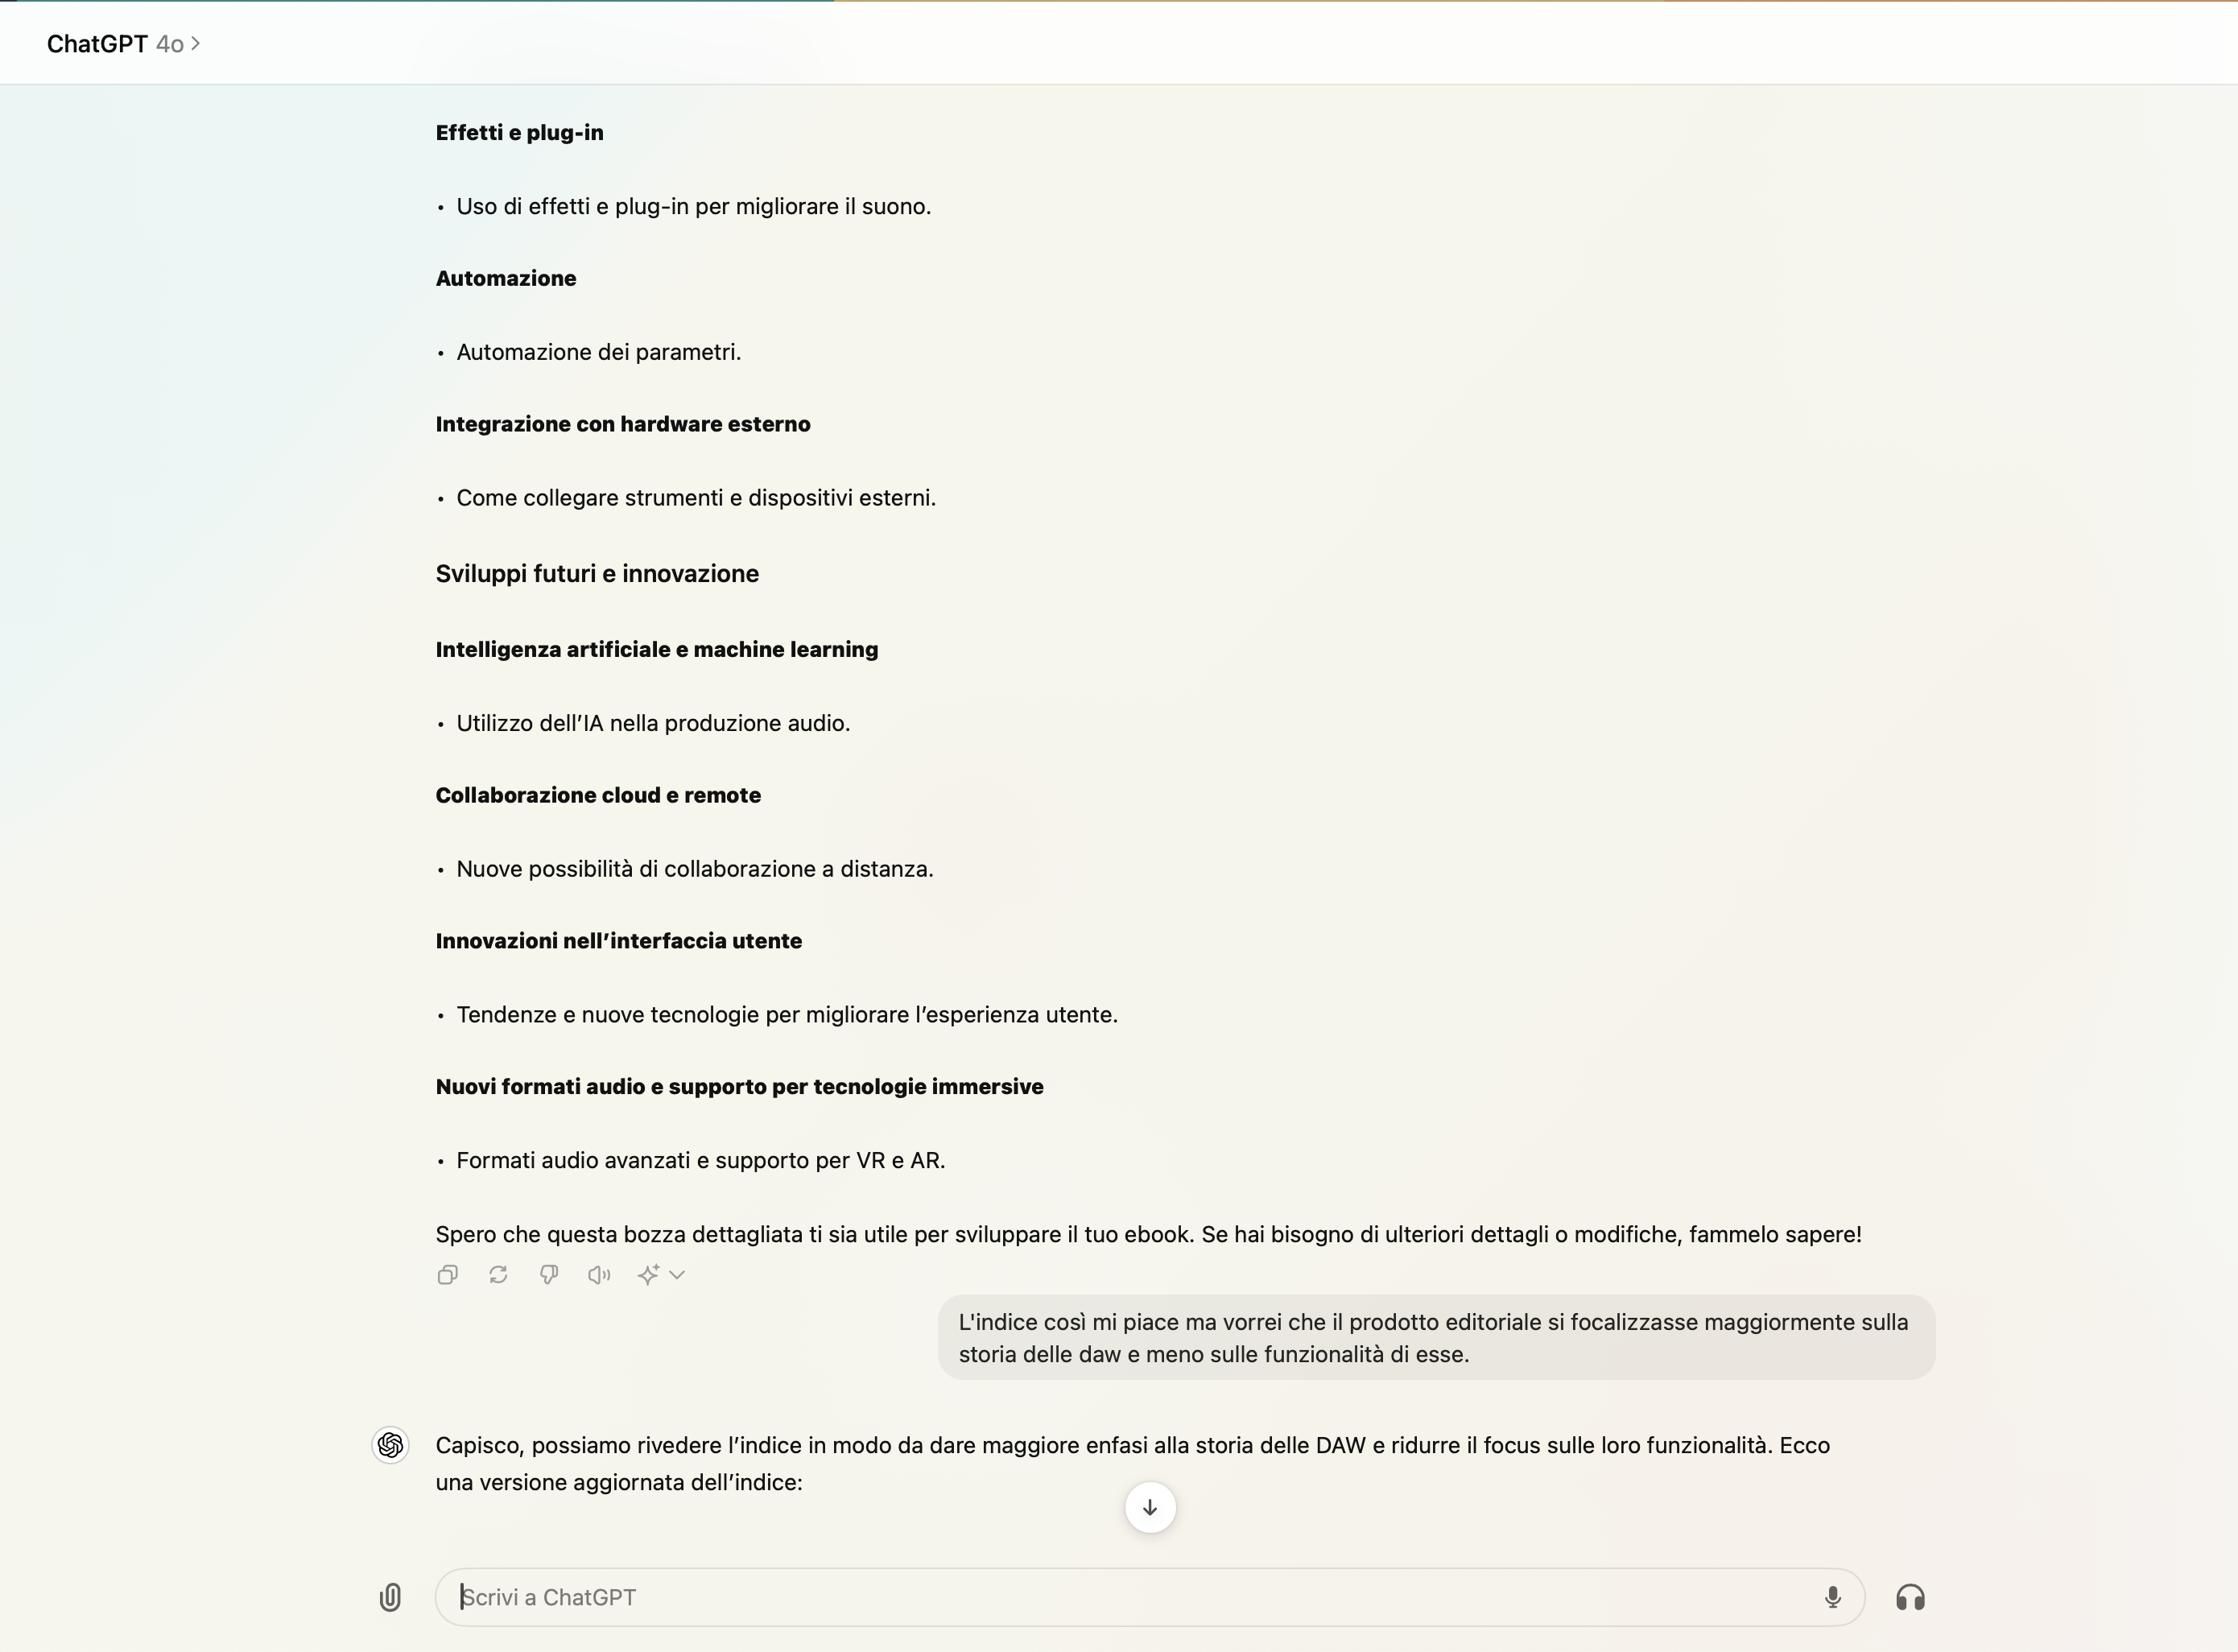 ChatGPT 4o
Effetti e plug-in
• Uso di effetti e plug-in per migliorare il suono.
Automazione
• Automazione dei parametri.
Integrazione con hardware esterno
• Come collegare strumenti e dispositivi esterni.
Sviluppi futuri e innovazione
Intelligenza artificiale e machine learning
• Utilizzo dell’IA nella produzione audio.
Collaborazione cloud e remote
• Nuove possibilità di collaborazione a distanza.
Innovazioni nell’interfaccia utente
• Tendenze e nuove tecnologie per migliorare l’esperienza utente.
Nuovi formati audio e supporto per tecnologie immersive
• Formati audio avanzati e supporto per VR e AR.
Spero che questa bozza dettagliata ti sia utile per sviluppare il tuo ebook. Se hai bisogno di ulteriori dettagli o modifiche, fammelo sapere!
L'indice così mi piace ma vorrei che il prodotto editoriale si focalizzasse maggiormente sulla
storia delle daw e meno sulle funzionalità di esse.
Capisco, possiamo rivedere l’indice in modo da dare maggiore enfasi alla storia delle DAW e ridurre il focus sulle loro funzionalità. Ecco
una versione aggiornata dell’indice:
Scrivi a ChatGPT